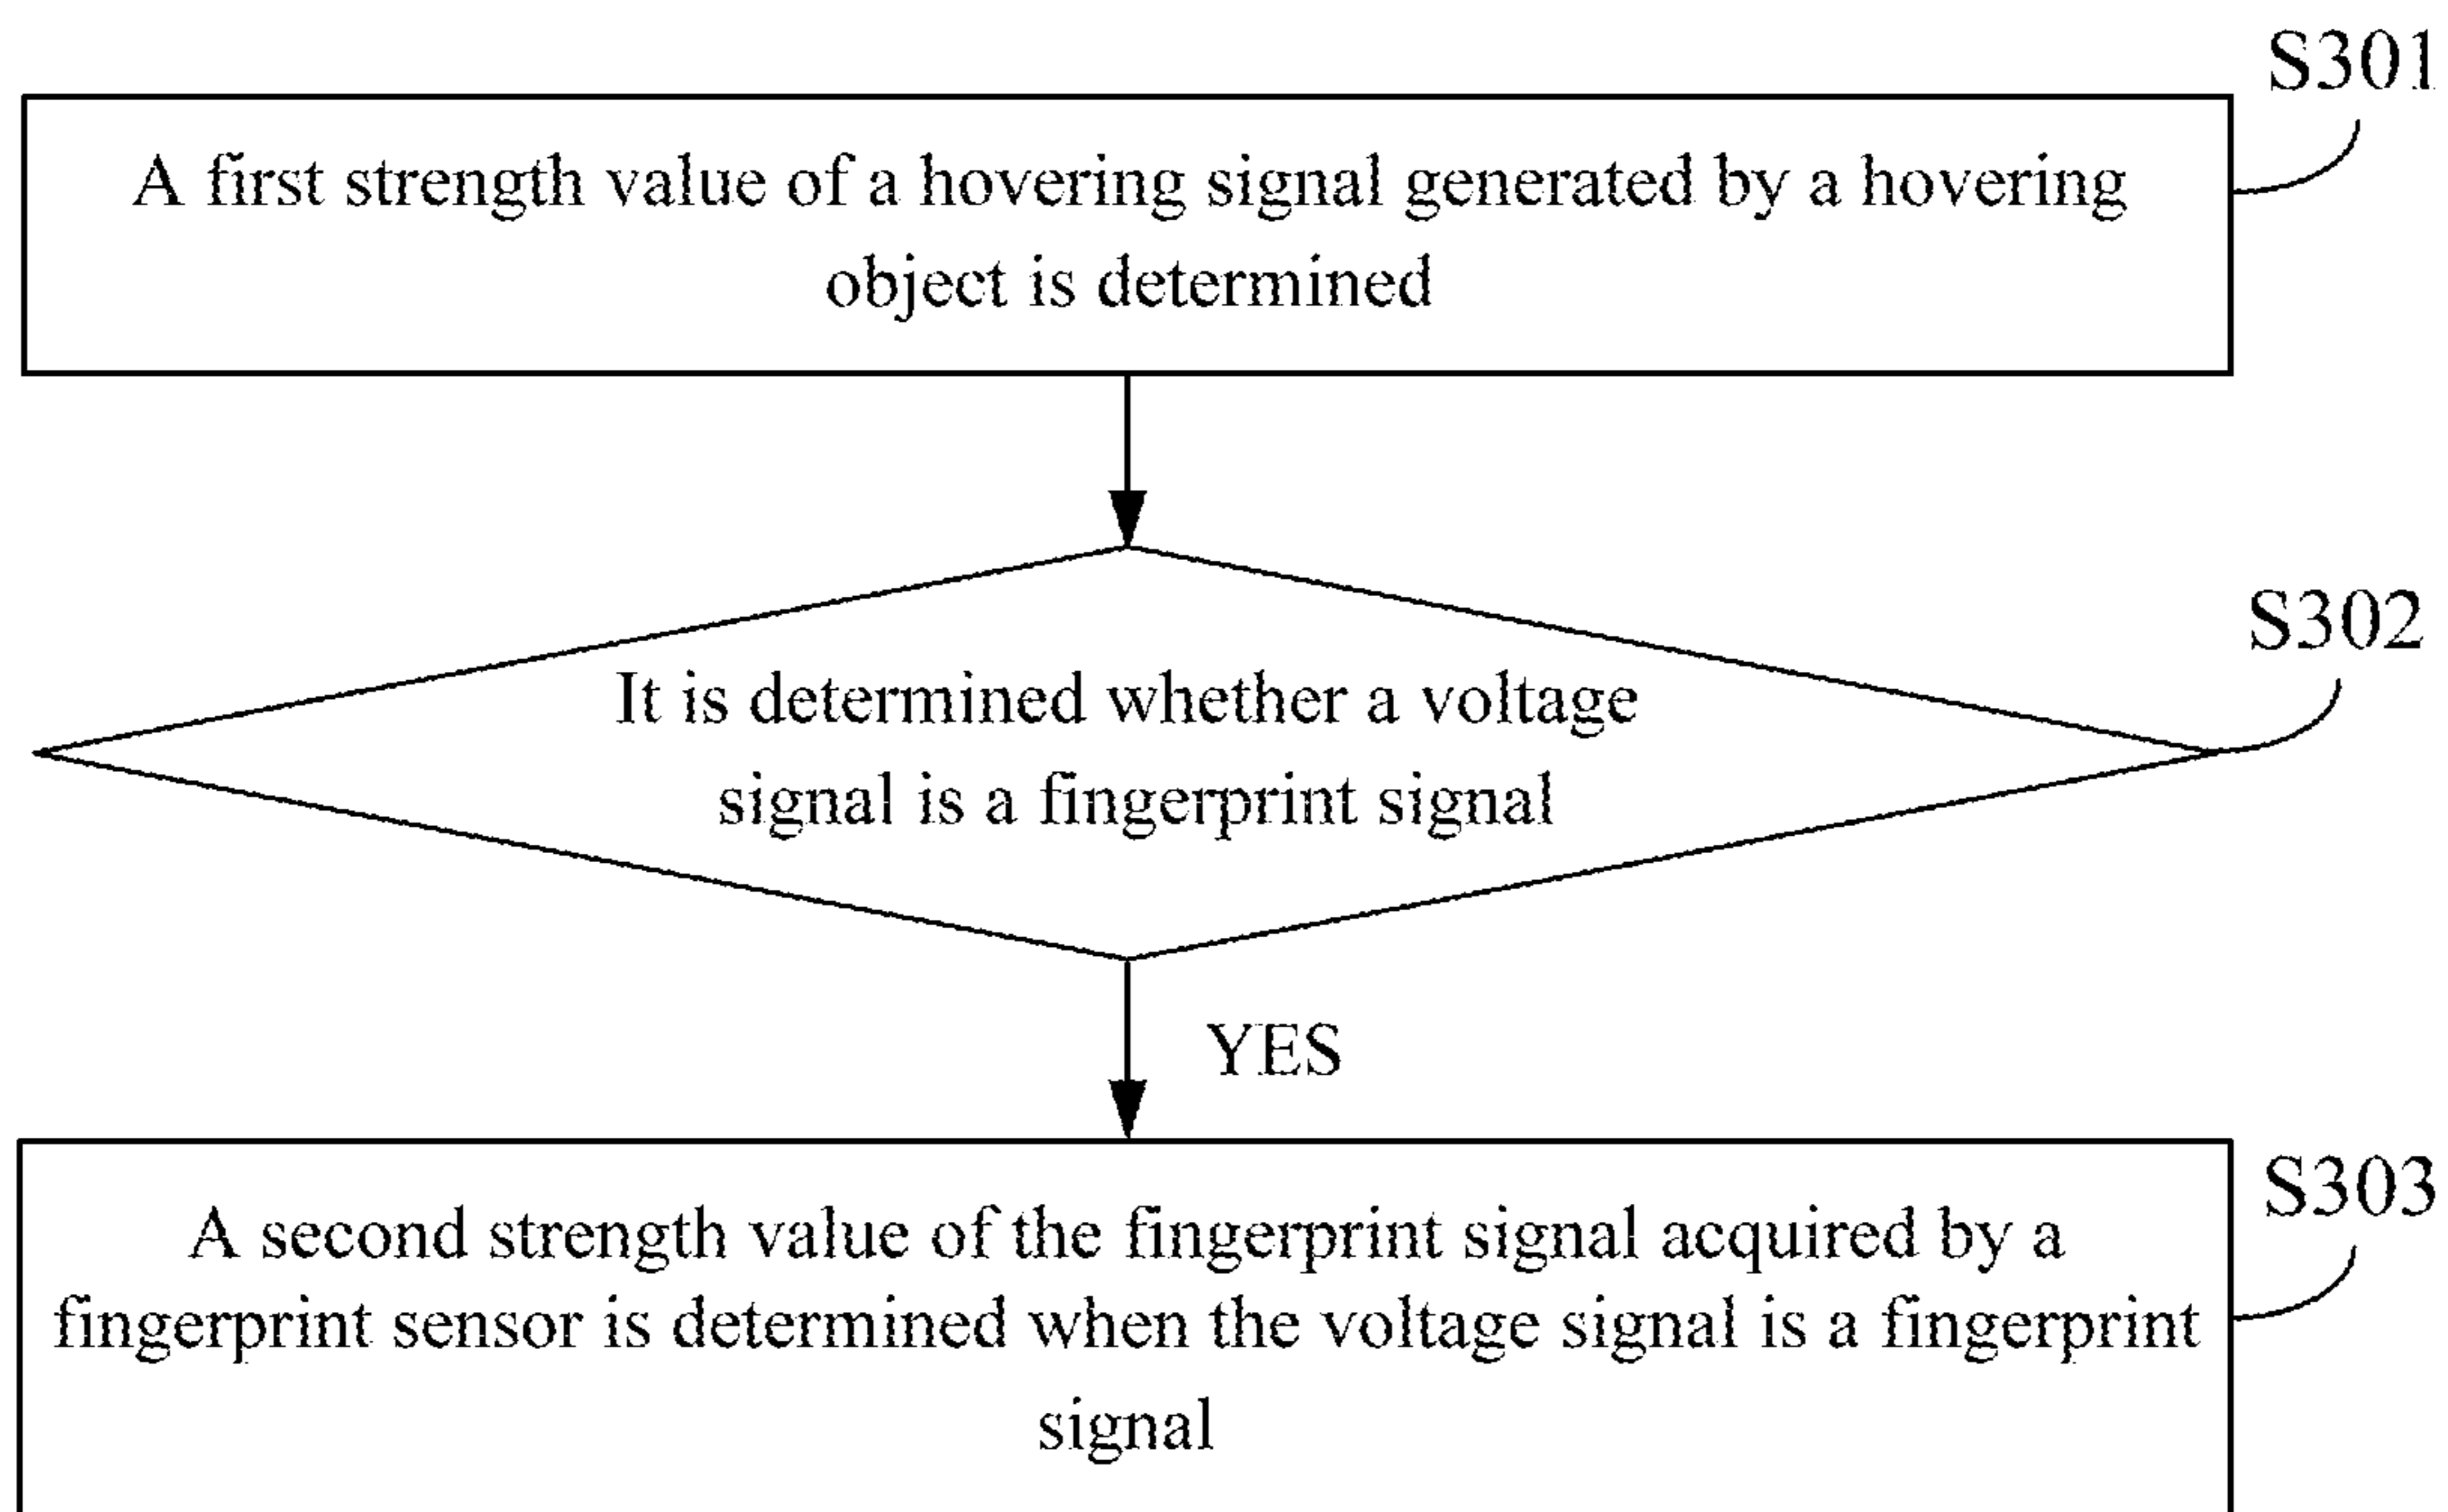 S301
A first strength value of a hovering signal generated by a hovering
object is determined
S302
It is determined whether a voltage
signal is a fingerprint signal
YES
S303
A second strength value of the fingerprint signal acquired by a
fingerprint sensor is determined when the voltage signal is a fingerprint
signal